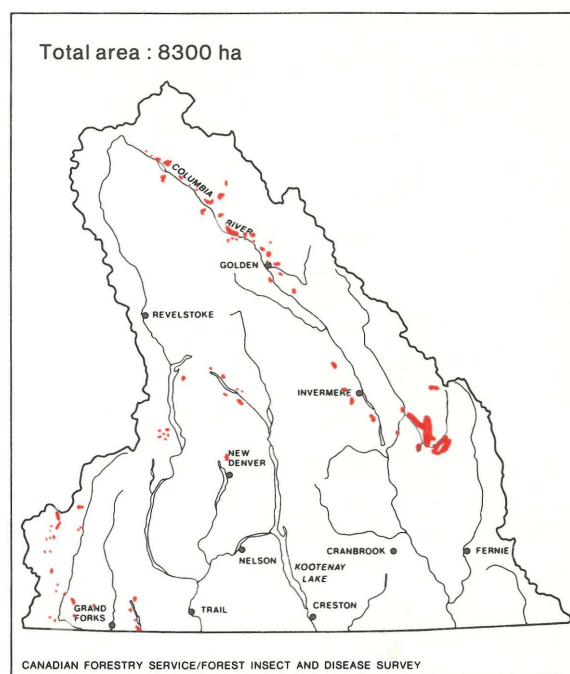 Total area : 8300 ha
COLUMBIA
RIVER
GOLDEN
REVELSTOKE
INVERMERE
NEW
DENVER
NELSON
KOOTENAY
LAKE
CRANBROOK
FERNIE
GRAND
FORKS
TRAIL
CRESTON
CANADIAN FORESTRY SERVICE/FOREST INSECT AND DISEASE SURVEY